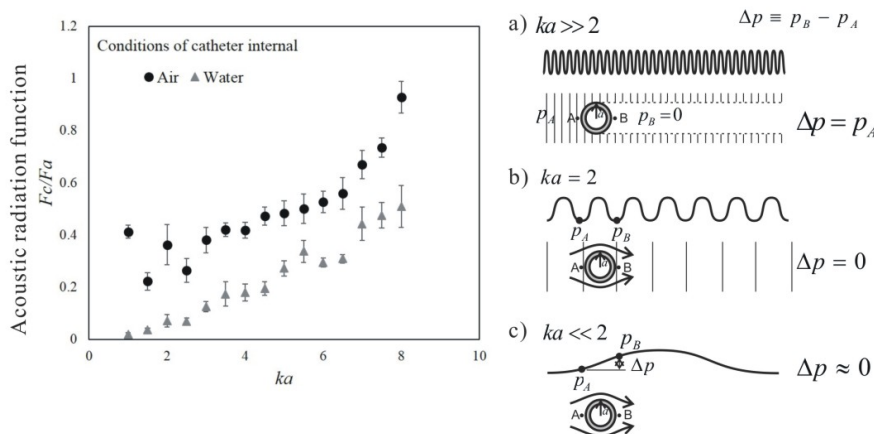 Acoustic radiation function
Fc/Fa
1.2
1
0.8
0.6
0.4
0.2
0
Conditions of catheter internal
Air Water
0 2 4 6 8 10
ka
a) ka >> 2
Δp ≡ p_B − p_A
p_A
A a B
p_B = 0
Δp = p_A
b) ka = 2
p_A p_B
A a B
Δp = 0
c) ka << 2
p_B
Δp
p_A
Δp ≈ 0
A a B